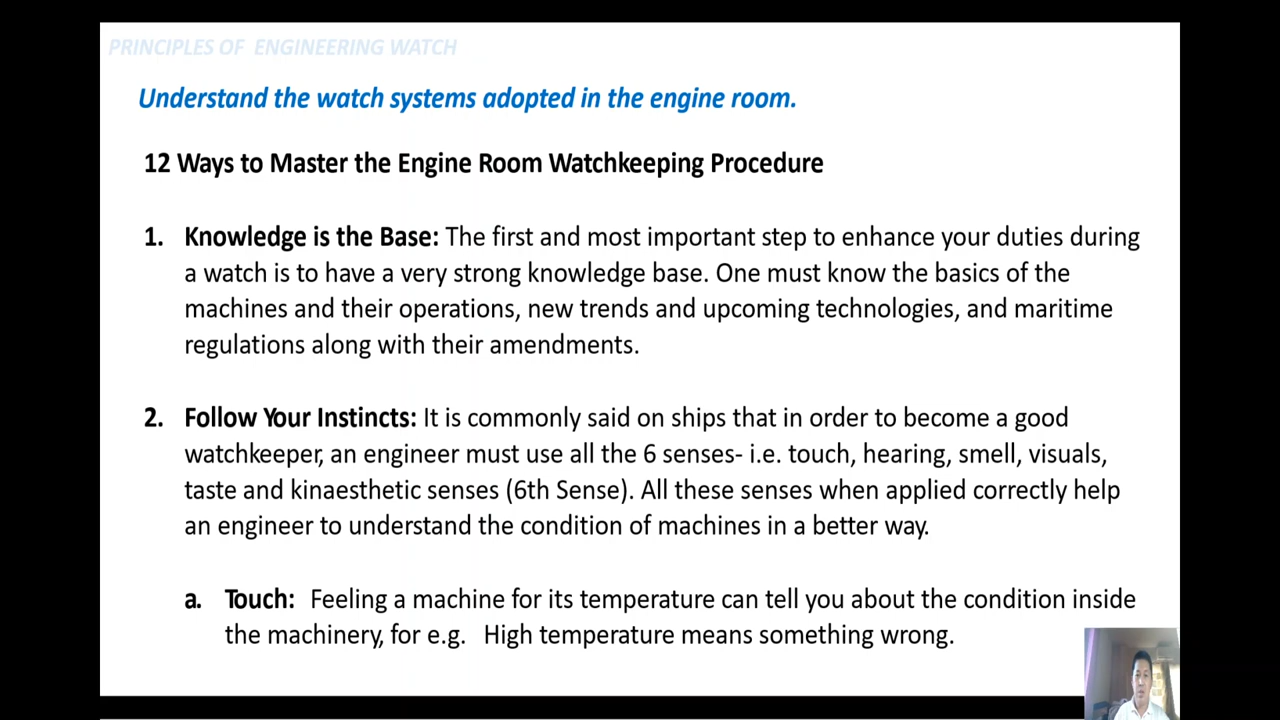 PRINCIPLES OF ENGINEERING WATCH
Understand the watch systems adopted in the engine room.
12 Ways to Master the Engine Room Watchkeeping Procedure
1. Knowledge is the Base: The first and most important step to enhance your duties during
a watch is to have a very strong knowledge base. One must know the basics of the
machines and their operations, new trends and upcoming technologies, and maritime
regulations along with their amendments.
2. Follow Your Instincts: It is commonly said on ships that in order to become a good
watchkeeper, an engineer must use all the 6 senses- i.e. touch, hearing, smell, visuals,
taste and kinaesthetic senses (6th Sense). All these senses when applied correctly help
an engineer to understand the condition of machines in a better way.
a. Touch: Feeling a machine for its temperature can tell you about the condition inside
the machinery, for e.g. High temperature means something wrong.